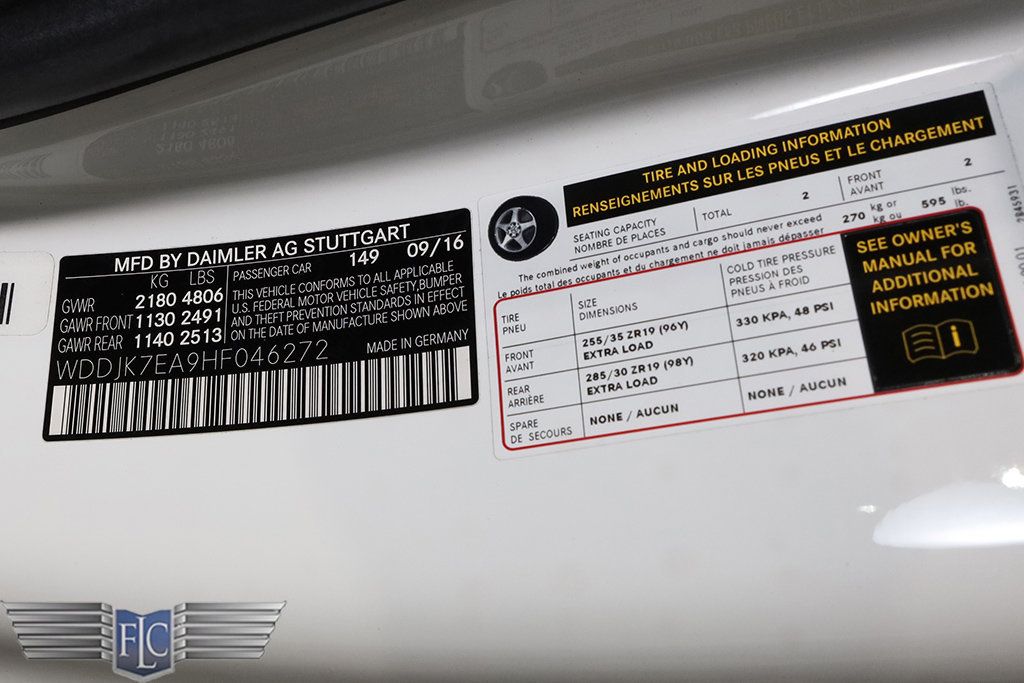 MFD BY DAIMLER AG STUTTGART
KG LBS PASSENGER CAR 149 09/16
GVWR 2180 4806
GAWR FRONT 1130 2491
GAWR REAR 1140 2513
THIS VEHICLE CONFORMS TO ALL APPLICABLE
U.S. FEDERAL MOTOR VEHICLE SAFETY,BUMPER
AND THEFT PREVENTION STANDARDS IN EFFECT
ON THE DATE OF MANUFACTURE SHOWN ABOVE
WDDJK7EA9HF046272 MADE IN GERMANY
TIRE AND LOADING INFORMATION
RENSEIGNEMENTS SUR LES PNEUS ET LE CHARGEMENT
SEATING CAPACITY
NOMBRE DE PLACES
TOTAL 2
FRONT
AVANT
2
The combined weight of occupants and cargo should never exceed 270 kg or 595 lbs.
Le poids total des occupants et du chargement ne doit jamais dépasser kg ou lb.
TIRE
PNEU
SIZE
DIMENSIONS
COLD TIRE PRESSURE
PRESSION DES
PNEUS À FROID
FRONT
AVANT
255/35 ZR19 (96Y)
EXTRA LOAD
330 KPA, 48 PSI
REAR
ARRIÈRE
285/30 ZR19 (98Y)
EXTRA LOAD
320 KPA, 46 PSI
SPARE
DE SECOURS
NONE / AUCUN
NONE / AUCUN
SEE OWNER'S
MANUAL FOR
ADDITIONAL
INFORMATION
FLC